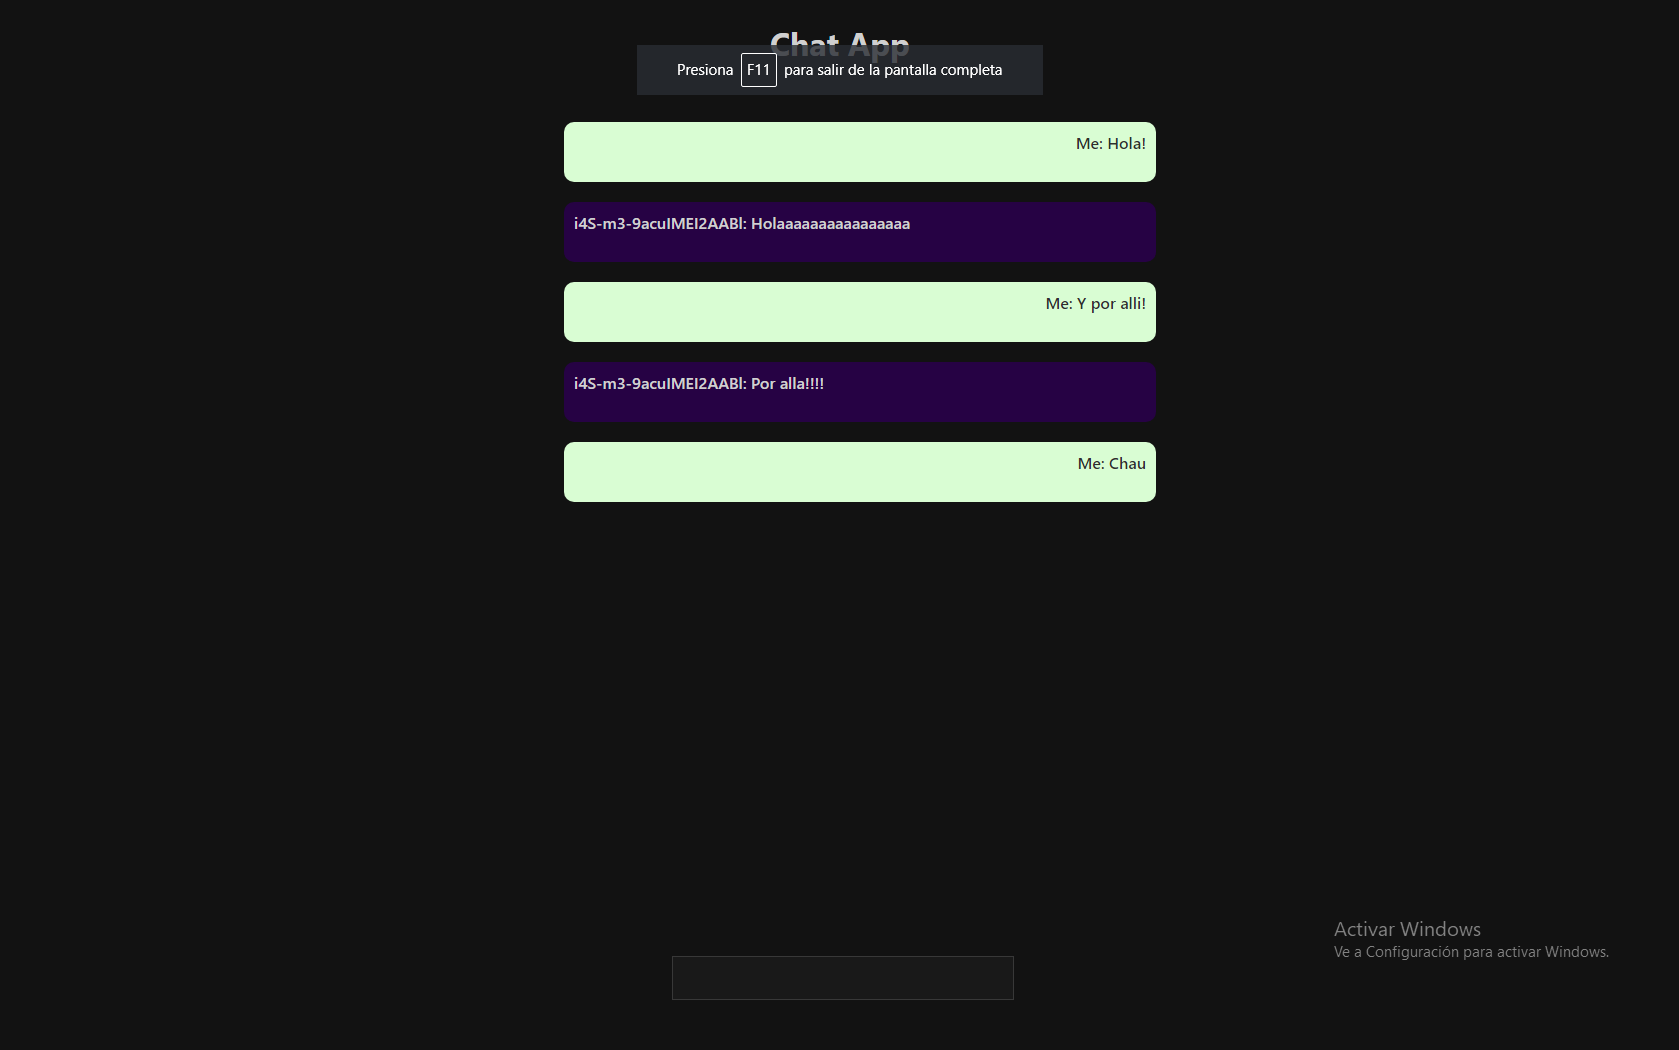 Chat App
Presiona F11 para salir de la pantalla completa
Me: Hola!
i4S-m3-9acuIMEI2AABl: Holaaaaaaaaaaaaaaaa
Me: Y por alli!
i4S-m3-9acuIMEI2AABl: Por alla!!!!
Me: Chau
Activar Windows
Ve a Configuración para activar Windows.